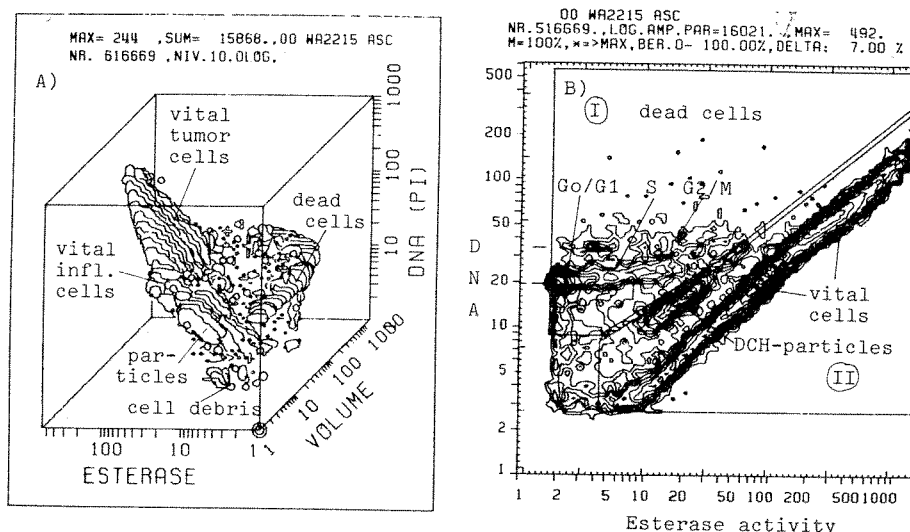 MAX= 244 ,SUM= 15868.,00 WA2215 ASC
NR. 616669 ,NIV.10.0LOG.
A)
vital
tumor
cells
dead
cells
vital
infl.
cells
par-
ticles
cell debris
1000
100
10
DNA (PI)
1
10
100
1000
VOLUME
100
10
1
ESTERASE
00 WA2215 ASC
NR.516669.,LOG.AMP.PAR=16021. MAX= 492.
M=100%,*=>MAX,BER.0- 100.00%,DELTA: 7.00 %
B)
I
dead cells
Go/G1
S
G2/M
vital
cells
DCH-particles
II
500
200
100
50
20
10
5
2
1
D
N
A
1 2 5 10 20 50 100 200 5001000
Esterase activity